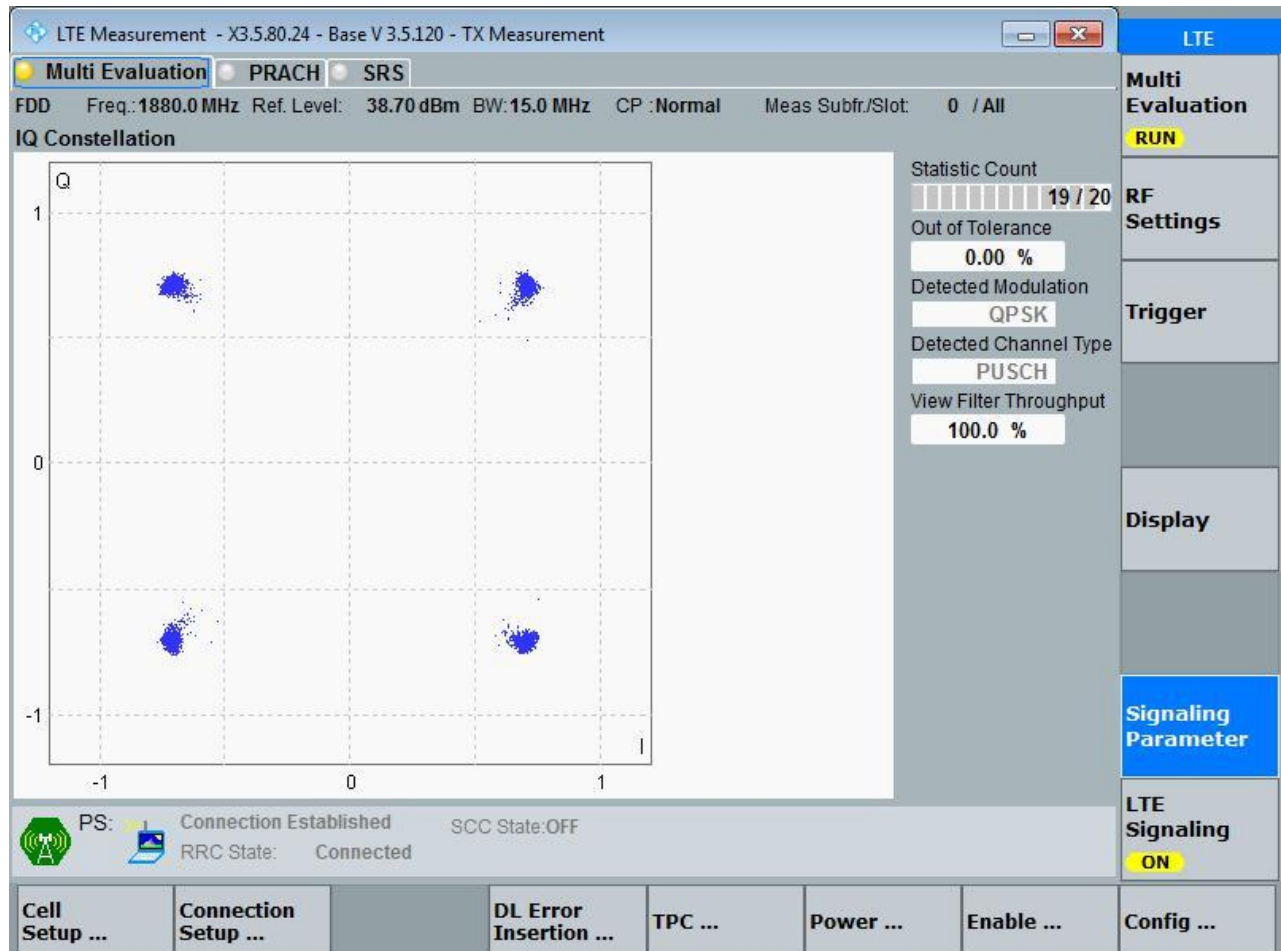 LTE Measurement - X3.5.80.24 - Base V 3.5.120 - TX Measurement
LTE
Multi Evaluation PRACH SRS
FDD Freq.:1880.0 MHz Ref. Level: 38.70 dBm BW:15.0 MHz CP :Normal Meas Subfr./Slot: 0 / All
IQ Constellation
Q
1
0
-1
I
-1 0 1
Statistic Count
19 / 20
Out of Tolerance
0.00 %
Detected Modulation
QPSK
Detected Channel Type
PUSCH
View Filter Throughput
100.0 %
Multi
Evaluation
RUN
RF
Settings
Trigger
Display
Signaling
Parameter
LTE
Signaling
ON
PS: Connection Established SCC State:OFF
RRC State: Connected
Cell
Setup ...
Connection
Setup ...
DL Error
Insertion ...
TPC ...
Power ...
Enable ...
Config ...